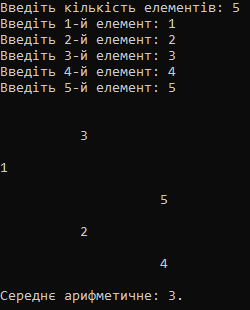 Введіть кількість елементів: 5
Введіть 1-й елемент: 1
Введіть 2-й елемент: 2
Введіть 3-й елемент: 3
Введіть 4-й елемент: 4
Введіть 5-й елемент: 5
3
1
5
2
4
Середнє арифметичне: 3.